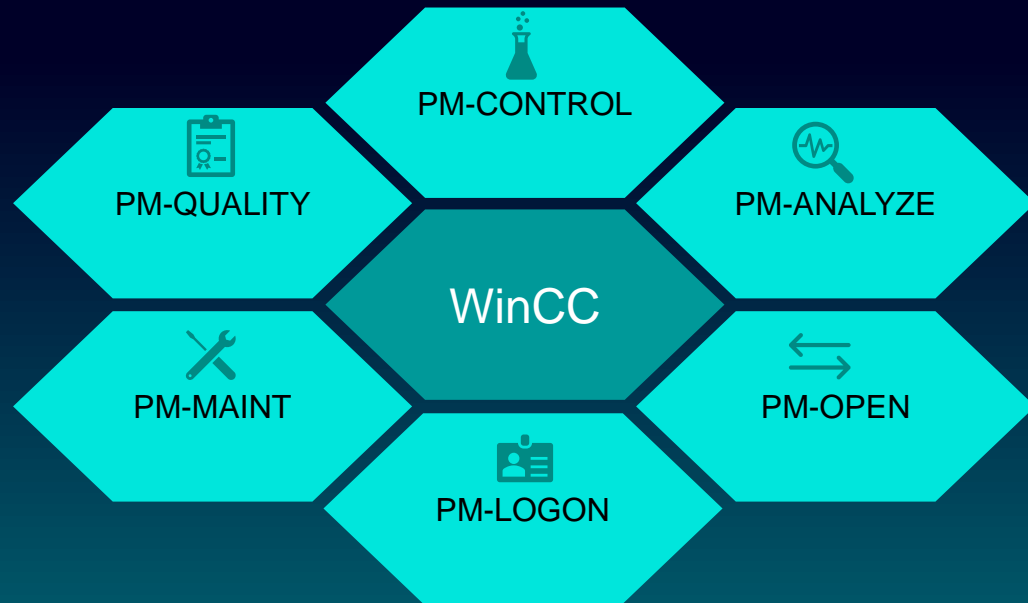 PM-CONTROL
PM-QUALITY
PM-ANALYZE
WinCC
PM-MAINT
PM-OPEN
PM-LOGON